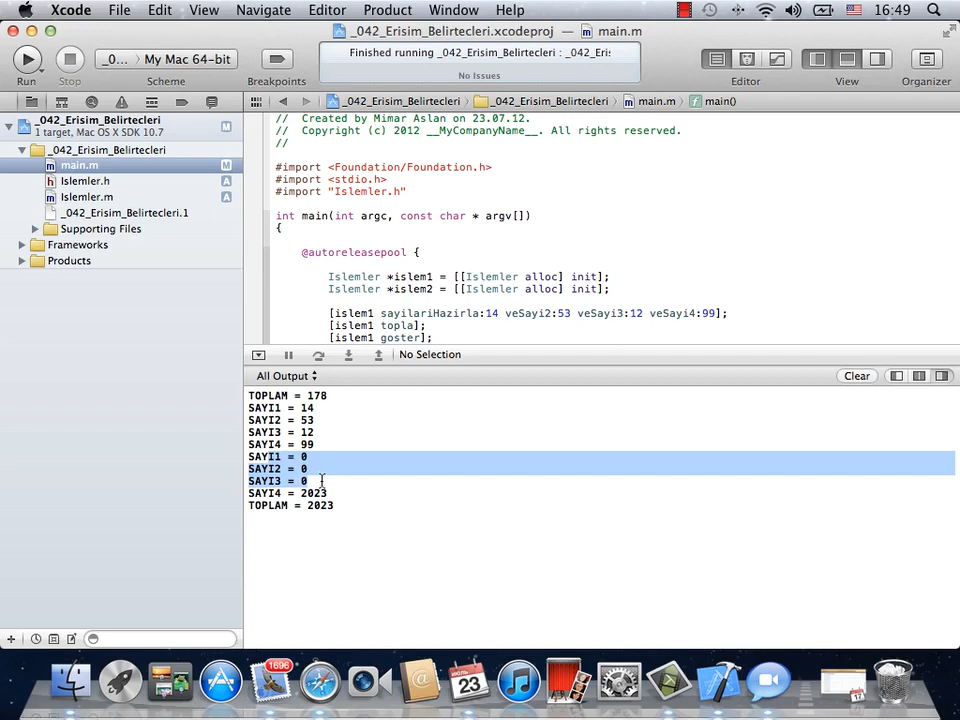 Xcode File Edit View Navigate Editor Product Window Help 16:49
_042_Erisim_Belirtecleri.xcodeproj — main.m
Run Stop
_0... My Mac 64-bit
Scheme
Breakpoints
Finished running _042_Erisim_Belirtecleri : _042_Eris
No Issues
Editor View Organizer
_042_Erisim_Belirtecleri
1 target, Mac OS X SDK 10.7
M
_042_Erisim_Belirtecleri
main.m M
Islemler.h A
Islemler.m A
_042_Erisim_Belirtecleri.1
Supporting Files
Frameworks
Products
_042_Erisim_Belirtecleri _042_Erisim_Belirtecleri main.m main()
// Created by Mimar Aslan on 23.07.12.
// Copyright (c) 2012 __MyCompanyName__. All rights reserved.
//
#import <Foundation/Foundation.h>
#import <stdio.h>
#import "Islemler.h"
int main(int argc, const char * argv[])
{
@autoreleasepool {
Islemler *islem1 = [[Islemler alloc] init];
Islemler *islem2 = [[Islemler alloc] init];
[islem1 sayilariHazirla:14 veSayi2:53 veSayi3:12 veSayi4:99];
[islem1 topla];
[islem1 goster];
No Selection
All Output
Clear
TOPLAM = 178
SAYI1 = 14
SAYI2 = 53
SAYI3 = 12
SAYI4 = 99
SAYI1 = 0
SAYI2 = 0
SAYI3 = 0
SAYI4 = 2023
TOPLAM = 2023
1696
23
17